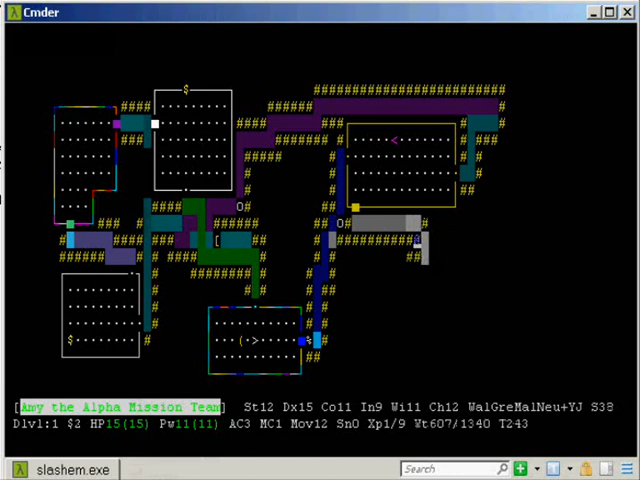 Cmder
[Amy the Alpha Mission Team] St12 Dx15 Co11 In9 Wi11 Ch12 WalGreMalNeu+YJ S38
Dlvl:1 $2 HP15(15) Pw11(11) AC3 MC1 Mov12 Sn0 Xp1/9 Wt607/1340 T243
slashem.exe
Search